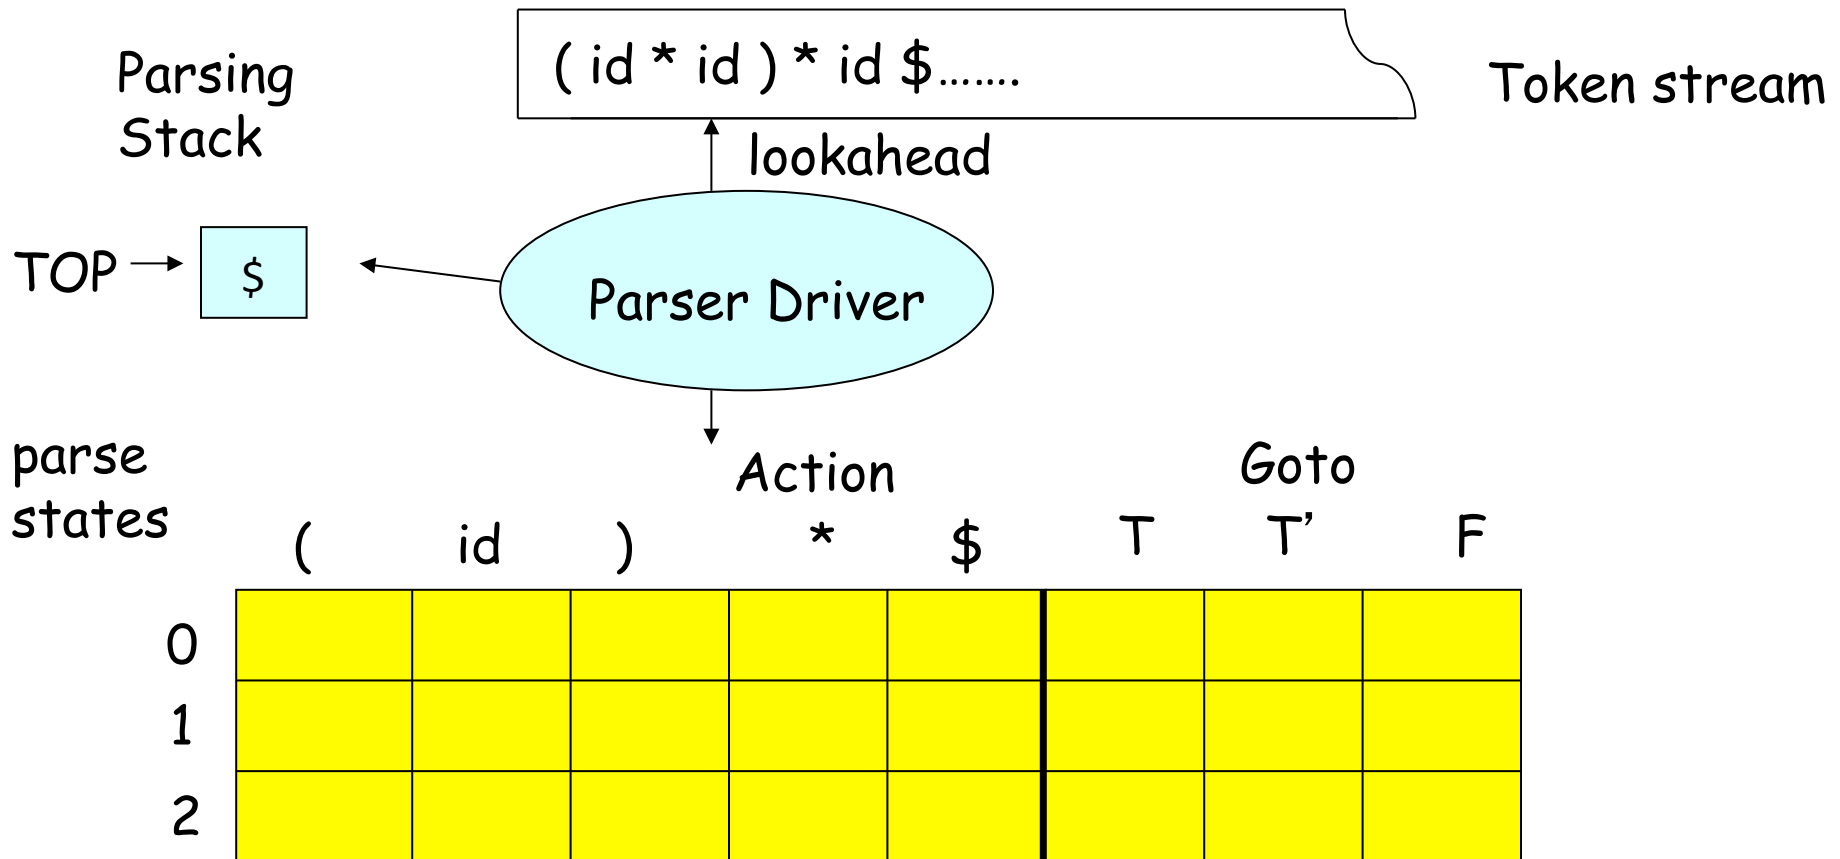 Parsing
Stack
( id * id ) * id $.......
Token stream
lookahead
TOP
$
Parser Driver
parse
states
Action
Goto
( id ) * $ T T’ F
0
1
2